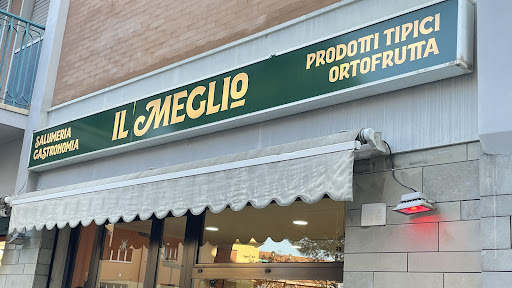 SALUMERIA
GASTRONOMIA
IL MEGLIO
PRODOTTI TIPICI
ORTOFRUTTA